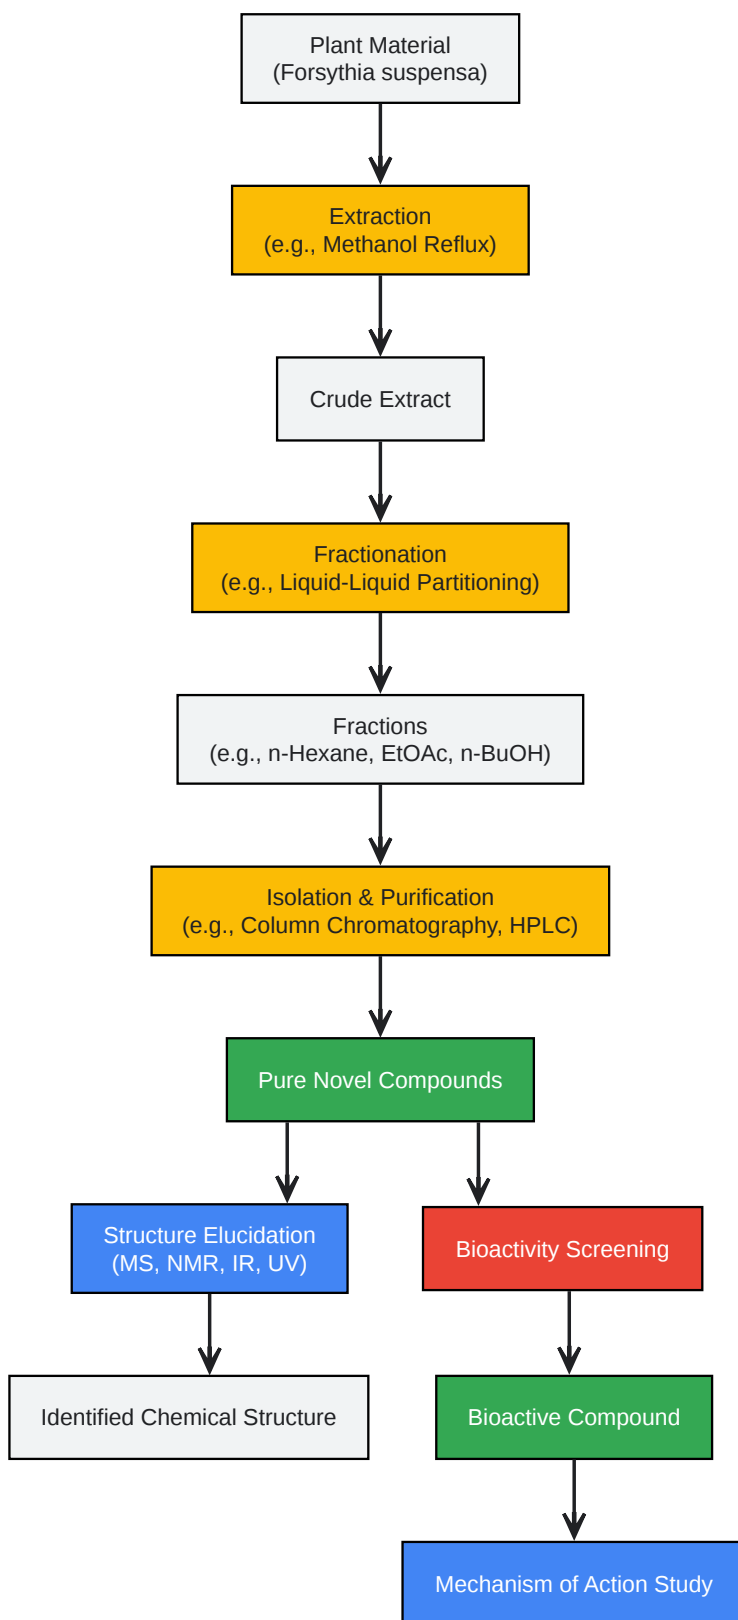 Plant Material
(Forsythia suspensa)
Extraction
(e.g., Methanol Reflux)
Crude Extract
Fractionation
(e.g., Liquid-Liquid Partitioning)
Fractions
(e.g., n-Hexane, EtOAc, n-BuOH)
Isolation & Purification
(e.g., Column Chromatography, HPLC)
Pure Novel Compounds
Structure Elucidation
(MS, NMR, IR, UV)
Bioactivity Screening
Identified Chemical Structure
Bioactive Compound
Mechanism of Action Study